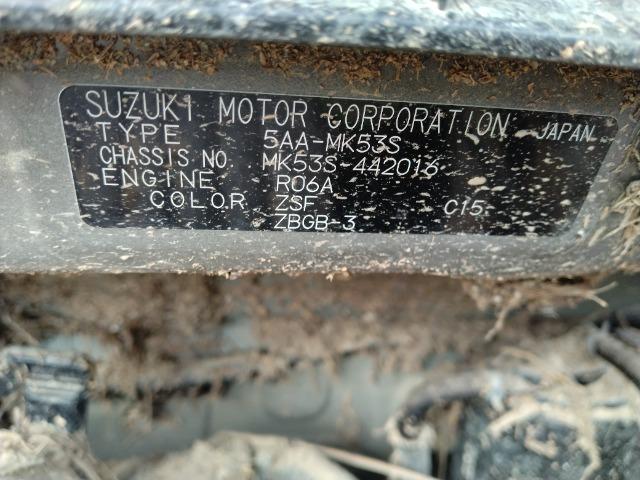 SUZUKI MOTOR CORPORATION JAPAN
TYPE 5AA-MK53S
CHASSIS NO. MK53S-442016
ENGINE R06A
COLOR ZSF C15
ZBGB-3